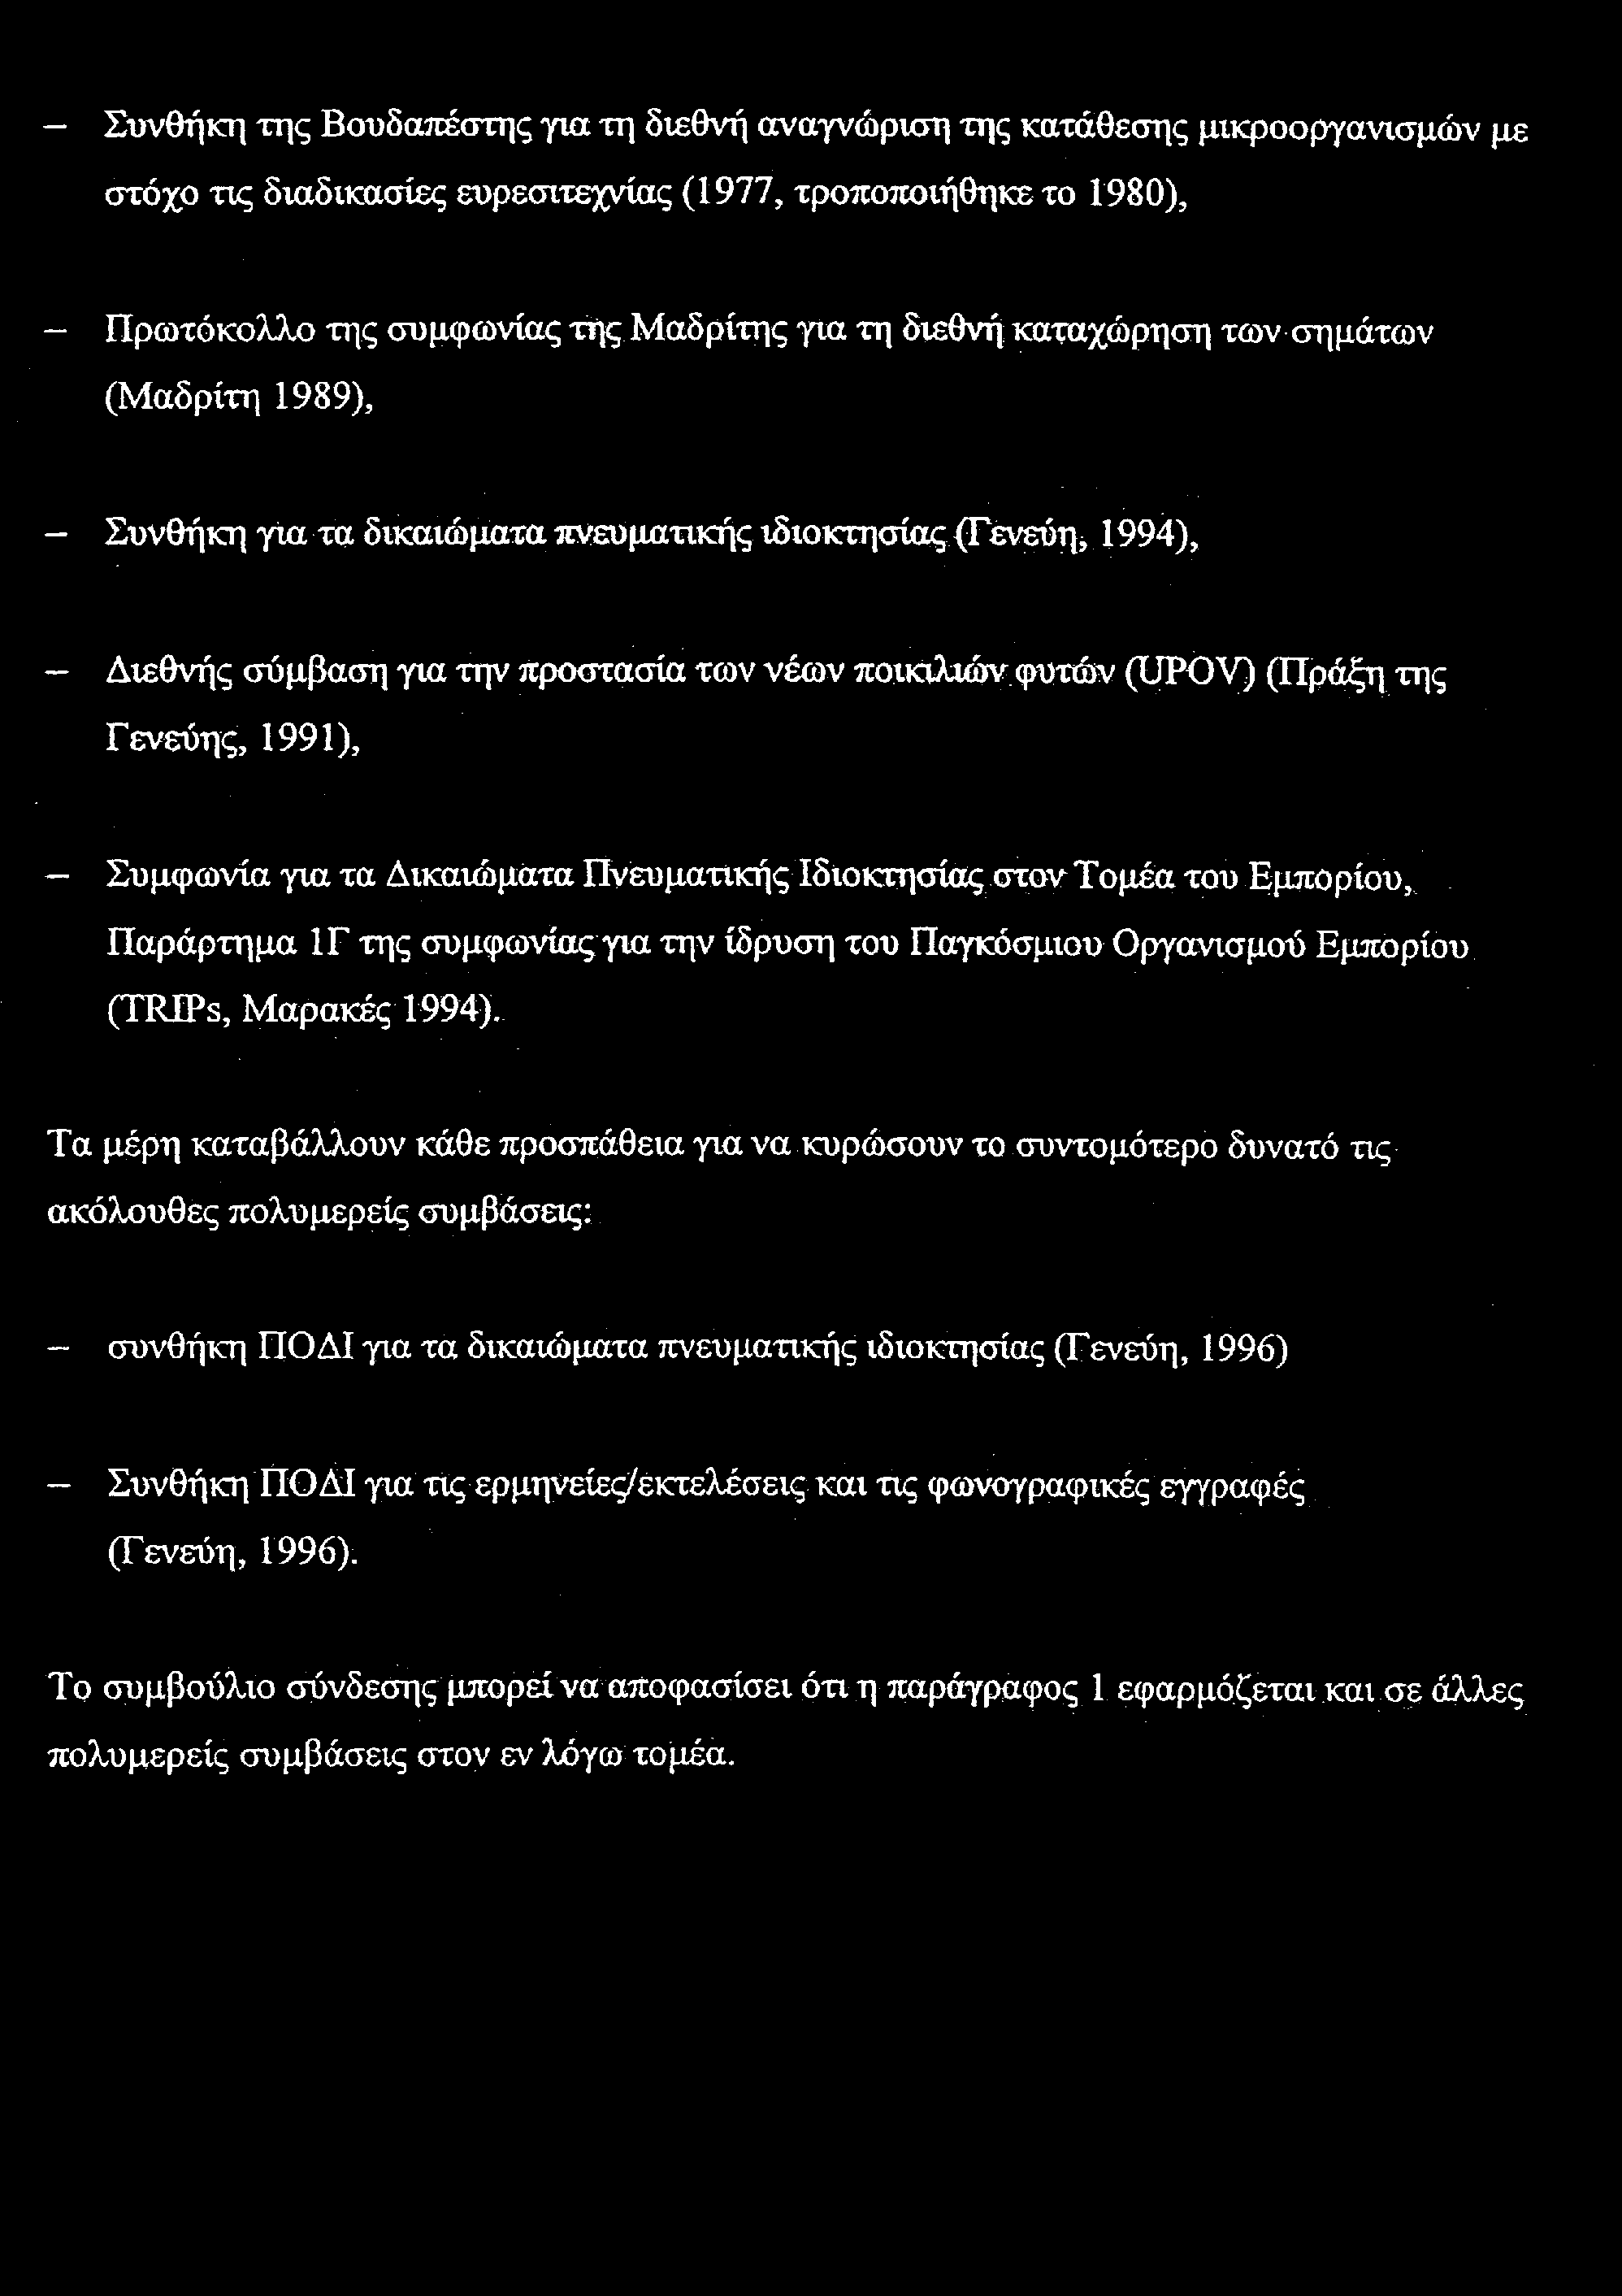 – Συνθήκη της Βουδαπέστης για τη διεθνή αναγνώριση της κατάθεσης μικροοργανισμών με
στόχο τις διαδικασίες ευρεσιτεχνίας (1977, τροποποιήθηκε το 1980),
– Πρωτόκολλο της συμφωνίας της Μαδρίτης για τη διεθνή καταχώρηση των σημάτων
(Μαδρίτη 1989),
– Συνθήκη για τα δικαιώματα πνευματικής ιδιοκτησίας (Γενεύη, 1994),
– Διεθνής σύμβαση για την προστασία των νέων ποικιλιών φυτών (UPOV) (Πράξη της
Γενεύης, 1991),
– Συμφωνία για τα Δικαιώματα Πνευματικής Ιδιοκτησίας στον Τομέα του Εμπορίου,
Παράρτημα 1Γ της συμφωνίας για την ίδρυση του Παγκόσμιου Οργανισμού Εμπορίου
(TRIPs, Μαρακές 1994).
Τα μέρη καταβάλλουν κάθε προσπάθεια για να κυρώσουν το συντομότερο δυνατό τις
ακόλουθες πολυμερείς συμβάσεις:
– συνθήκη ΠΟΔΙ για τα δικαιώματα πνευματικής ιδιοκτησίας (Γενεύη, 1996)
– Συνθήκη ΠΟΔΙ για τις ερμηνείες/εκτελέσεις και τις φωνογραφικές εγγραφές
(Γενεύη, 1996).
Το συμβούλιο σύνδεσης μπορεί να αποφασίσει ότι η παράγραφος 1 εφαρμόζεται και σε άλλες
πολυμερείς συμβάσεις στον εν λόγω τομέα.